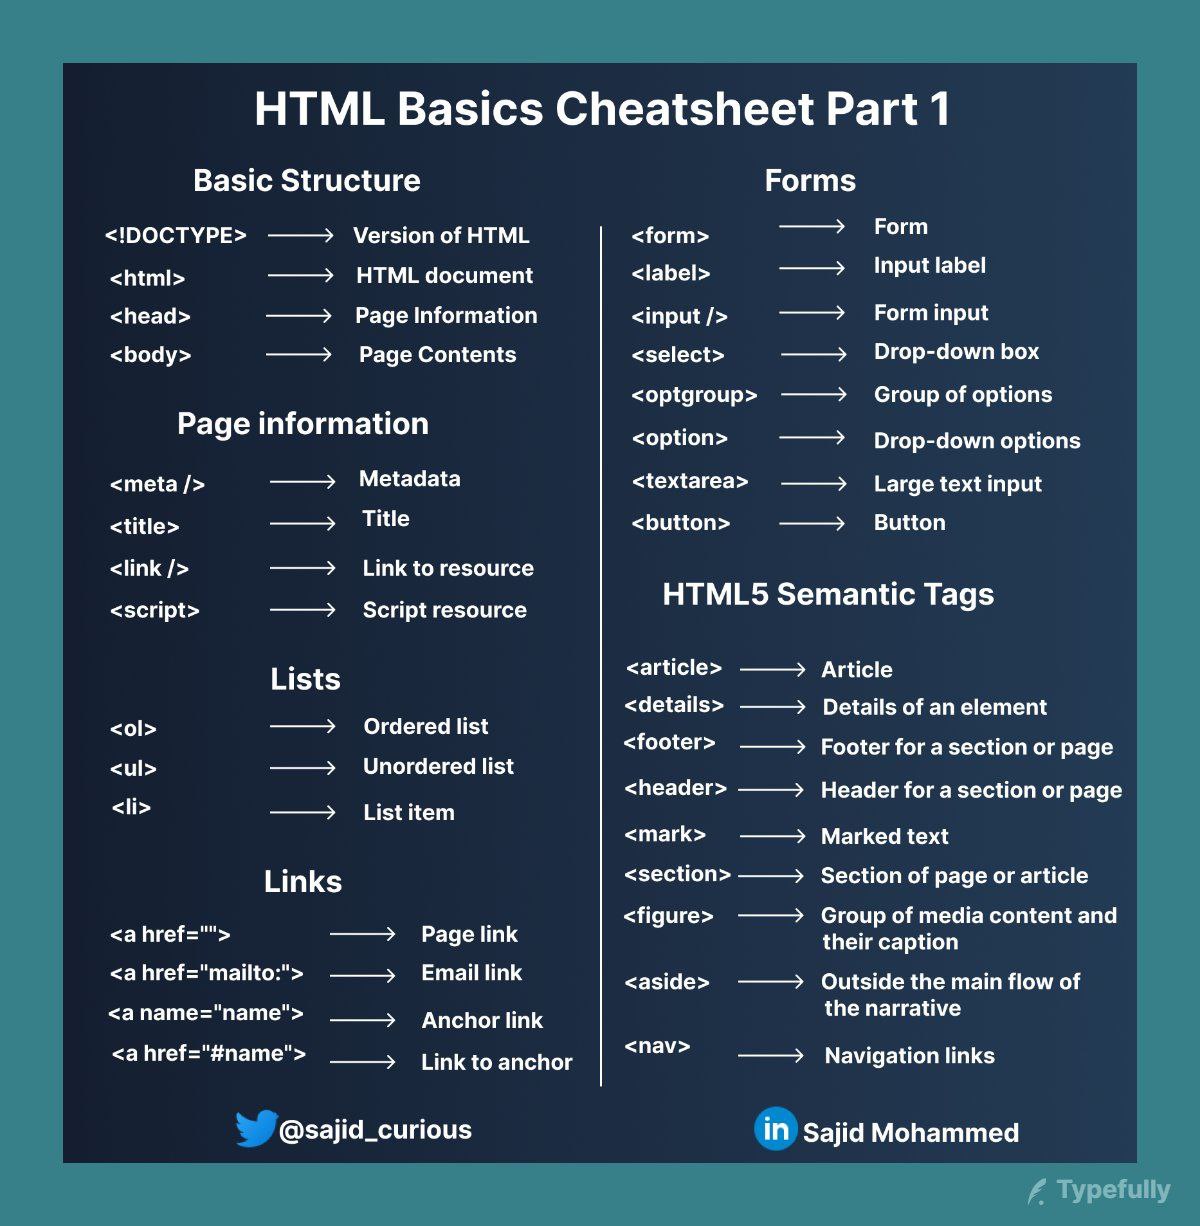 HTML Basics Cheatsheet Part 1
Basic Structure
<!DOCTYPE> Version of HTML
<html> HTML document
<head> Page Information
<body> Page Contents
Page information
<meta /> Metadata
<title> Title
<link /> Link to resource
<script> Script resource
Lists
<ol> Ordered list
<ul> Unordered list
<li> List item
Links
<a href=""> Page link
<a href="mailto:"> Email link
<a name="name"> Anchor link
<a href="#name"> Link to anchor
Forms
<form> Form
<label> Input label
<input /> Form input
<select> Drop-down box
<optgroup> Group of options
<option> Drop-down options
<textarea> Large text input
<button> Button
HTML5 Semantic Tags
<article> Article
<details> Details of an element
<footer> Footer for a section or page
<header> Header for a section or page
<mark> Marked text
<section> Section of page or article
<figure> Group of media content and
their caption
<aside> Outside the main flow of
the narrative
<nav> Navigation links
@sajid_curious
in Sajid Mohammed
Typefully